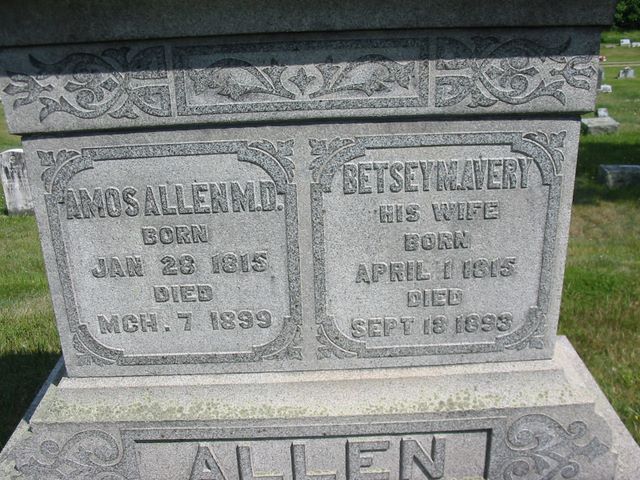 AMOS ALLEN M.D.
BORN
JAN 28 1815
DIED
MCH. 7 1899
BETSEY M. AVERY
HIS WIFE
BORN
APRIL 1 1815
DIED
SEPT 18 1893
ALLEN